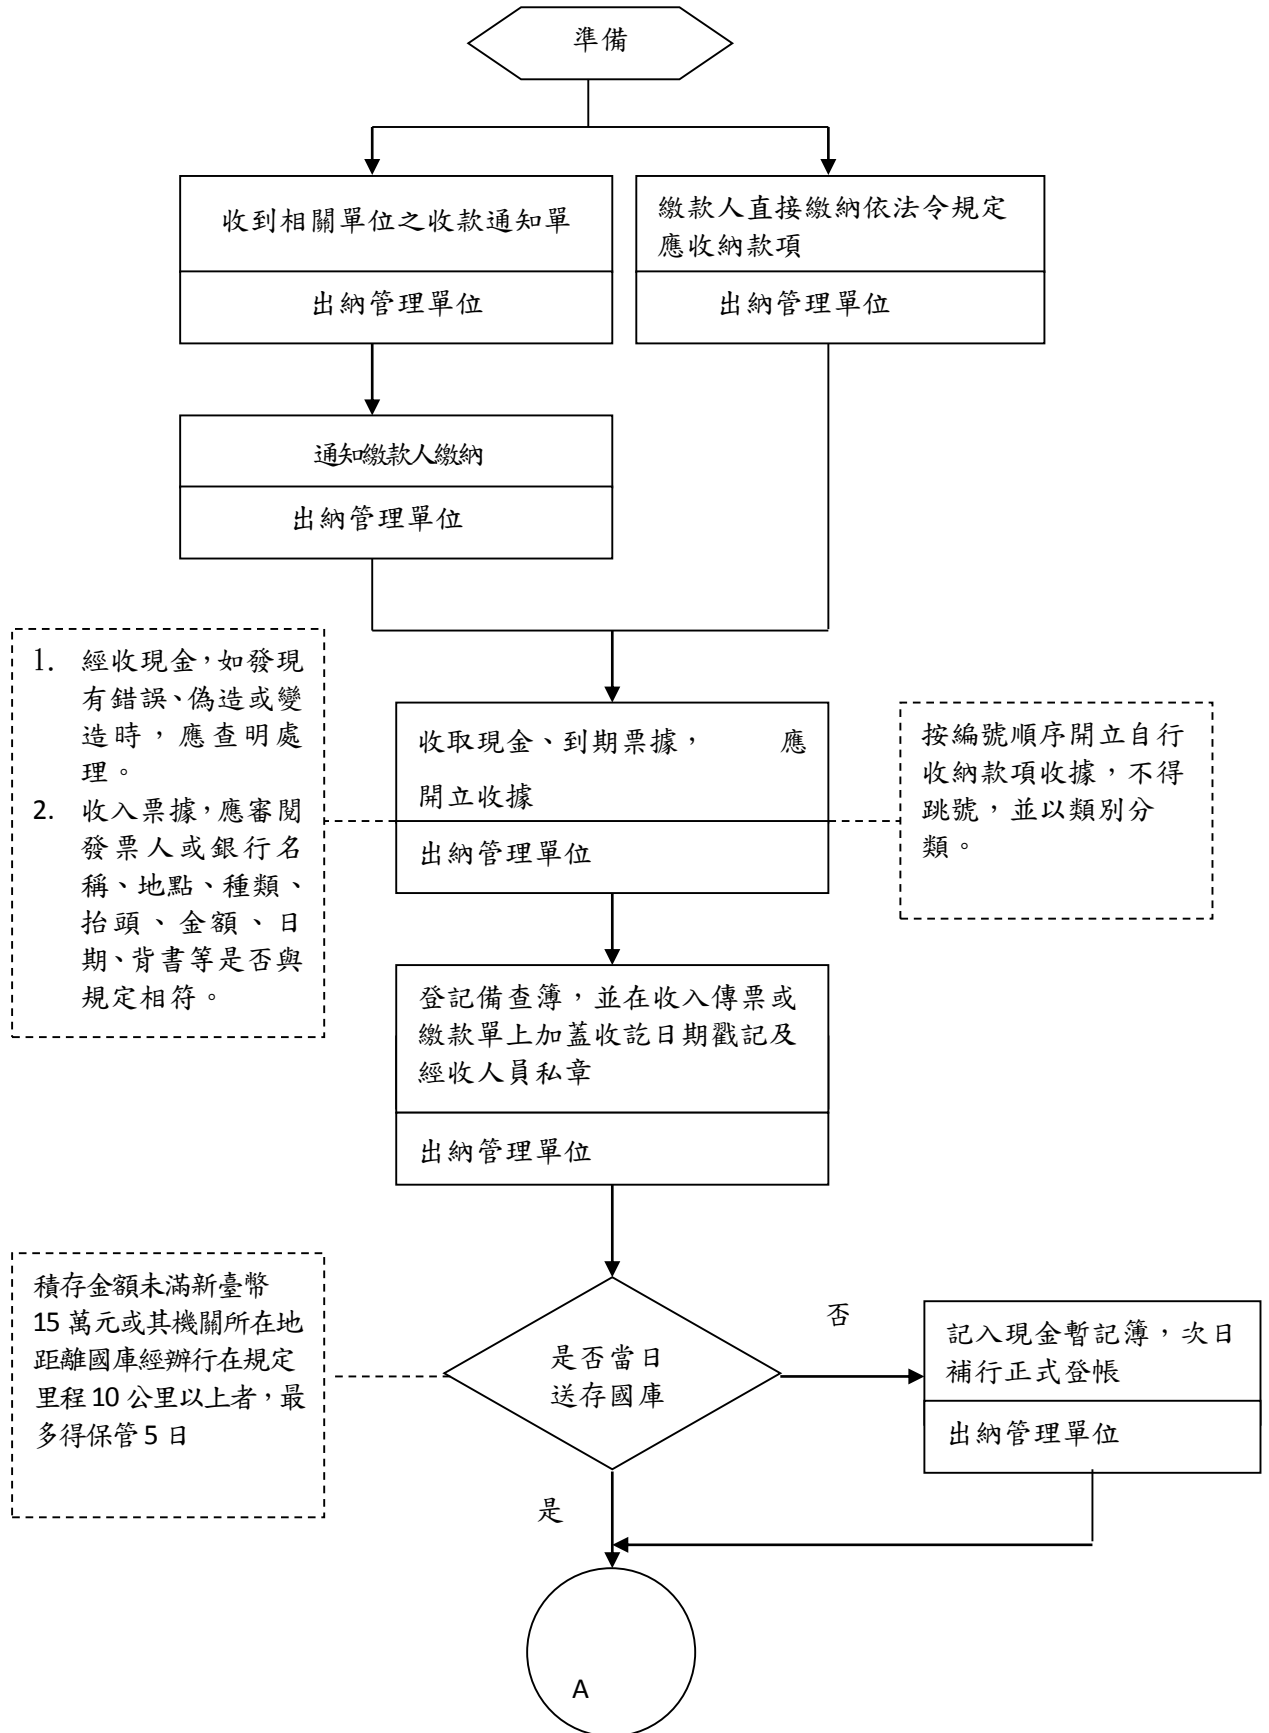 準備
收到相關單位之收款通知單
出納管理單位
繳款人直接繳納依法令規定
應收納款項
出納管理單位
通知繳款人繳納
出納管理單位
1. 經收現金，如發現
有錯誤、偽造或變
造時，應查明處
理。
2. 收入票據，應審閱
發票人或銀行名
稱、地點、種類、
抬頭、金額、日
期、背書等是否與
規定相符。
收取現金、到期票據， 應
開立收據
出納管理單位
按編號順序開立自行
收納款項收據，不得
跳號，並以類別分
類。
登記備查簿，並在收入傳票或
繳款單上加蓋收訖日期戳記及
經收人員私章
出納管理單位
積存金額未滿新臺幣
15 萬元或其機關所在地
距離國庫經辦行在規定
里程 10 公里以上者，最
多得保管 5 日
是否當日
送存國庫
否
記入現金暫記簿，次日
補行正式登帳
出納管理單位
是
A